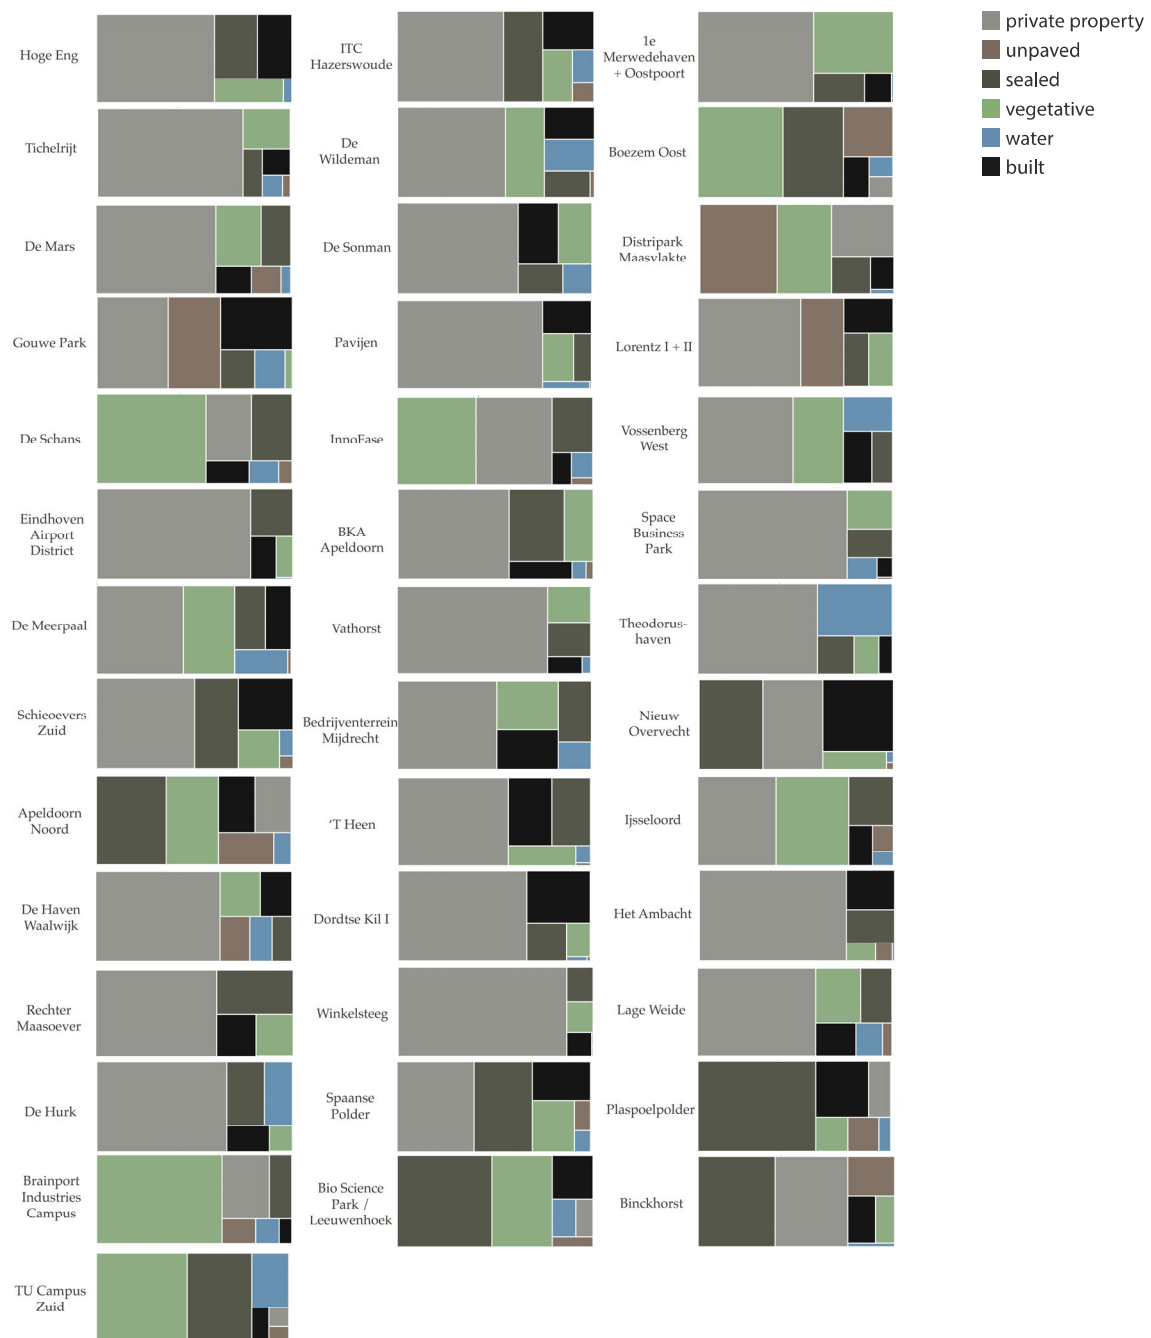 Hoge Eng
Tichelrijt
De Mars
Gouwe Park
De Schans
Eindhoven
Airport
District
De Meerpaal
Schieoevers
Zuid
Apeldoorn
Noord
De Haven
Waalwijk
Rechter
Maasoever
De Hurk
Brainport
Industries
Campus
TU Campus
Zuid
ITC
Hazerswoude
De
Wildeman
De Sonman
Pavijen
InnoFase
BKA
Apeldoorn
Vathorst
Bedrijventerrein
Mijdrecht
‘T Heen
Dordtse Kil I
Winkelsteeg
Spaanse
Polder
Bio Science
Park /
Leeuwenhoek
1e
Merwedehaven
+ Oostpoort
Boezem Oost
Distripark
Maasvlakte
Lorentz I + II
Vossenberg
West
Space
Business
Park
Theodorus-
haven
Nieuw
Overvecht
Ijsseloord
Het Ambacht
Lage Weide
Plaspoelpolder
Binckhorst
private property
unpaved
sealed
vegetative
water
built